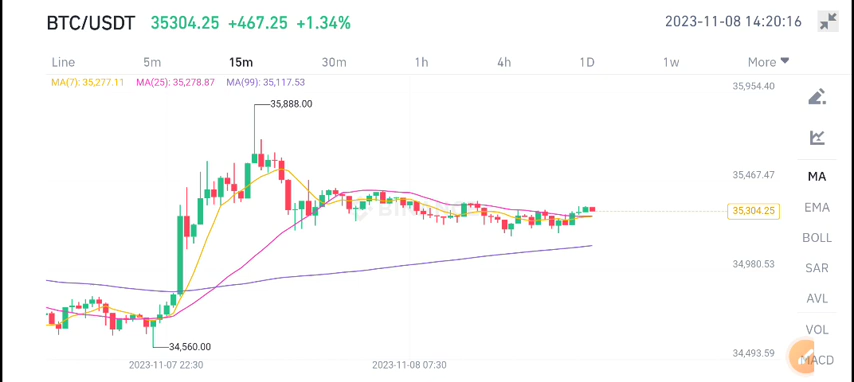 BTC/USDT 35304.25 +467.25 +1.34% 2023-11-08 14:20:16
Line 5m 15m 30m 1h 4h 1D 1w More
MA(7): 35,277.11 MA(25): 35,278.87 MA(99): 35,117.53
35,954.40
35,888.00
35,467.47
MA
35,304.25
EMA
BOLL
34,980.53
SAR
AVL
VOL
34,560.00
34,493.59
MACD
2023-11-07 22:30 2023-11-08 07:30